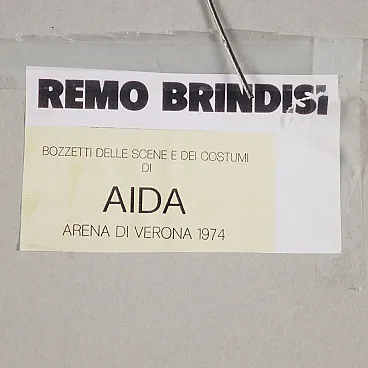 REMO BRINDISI
BOZZETTI DELLE SCENE E DEI COSTUMI
DI
AIDA
ARENA DI VERONA 1974